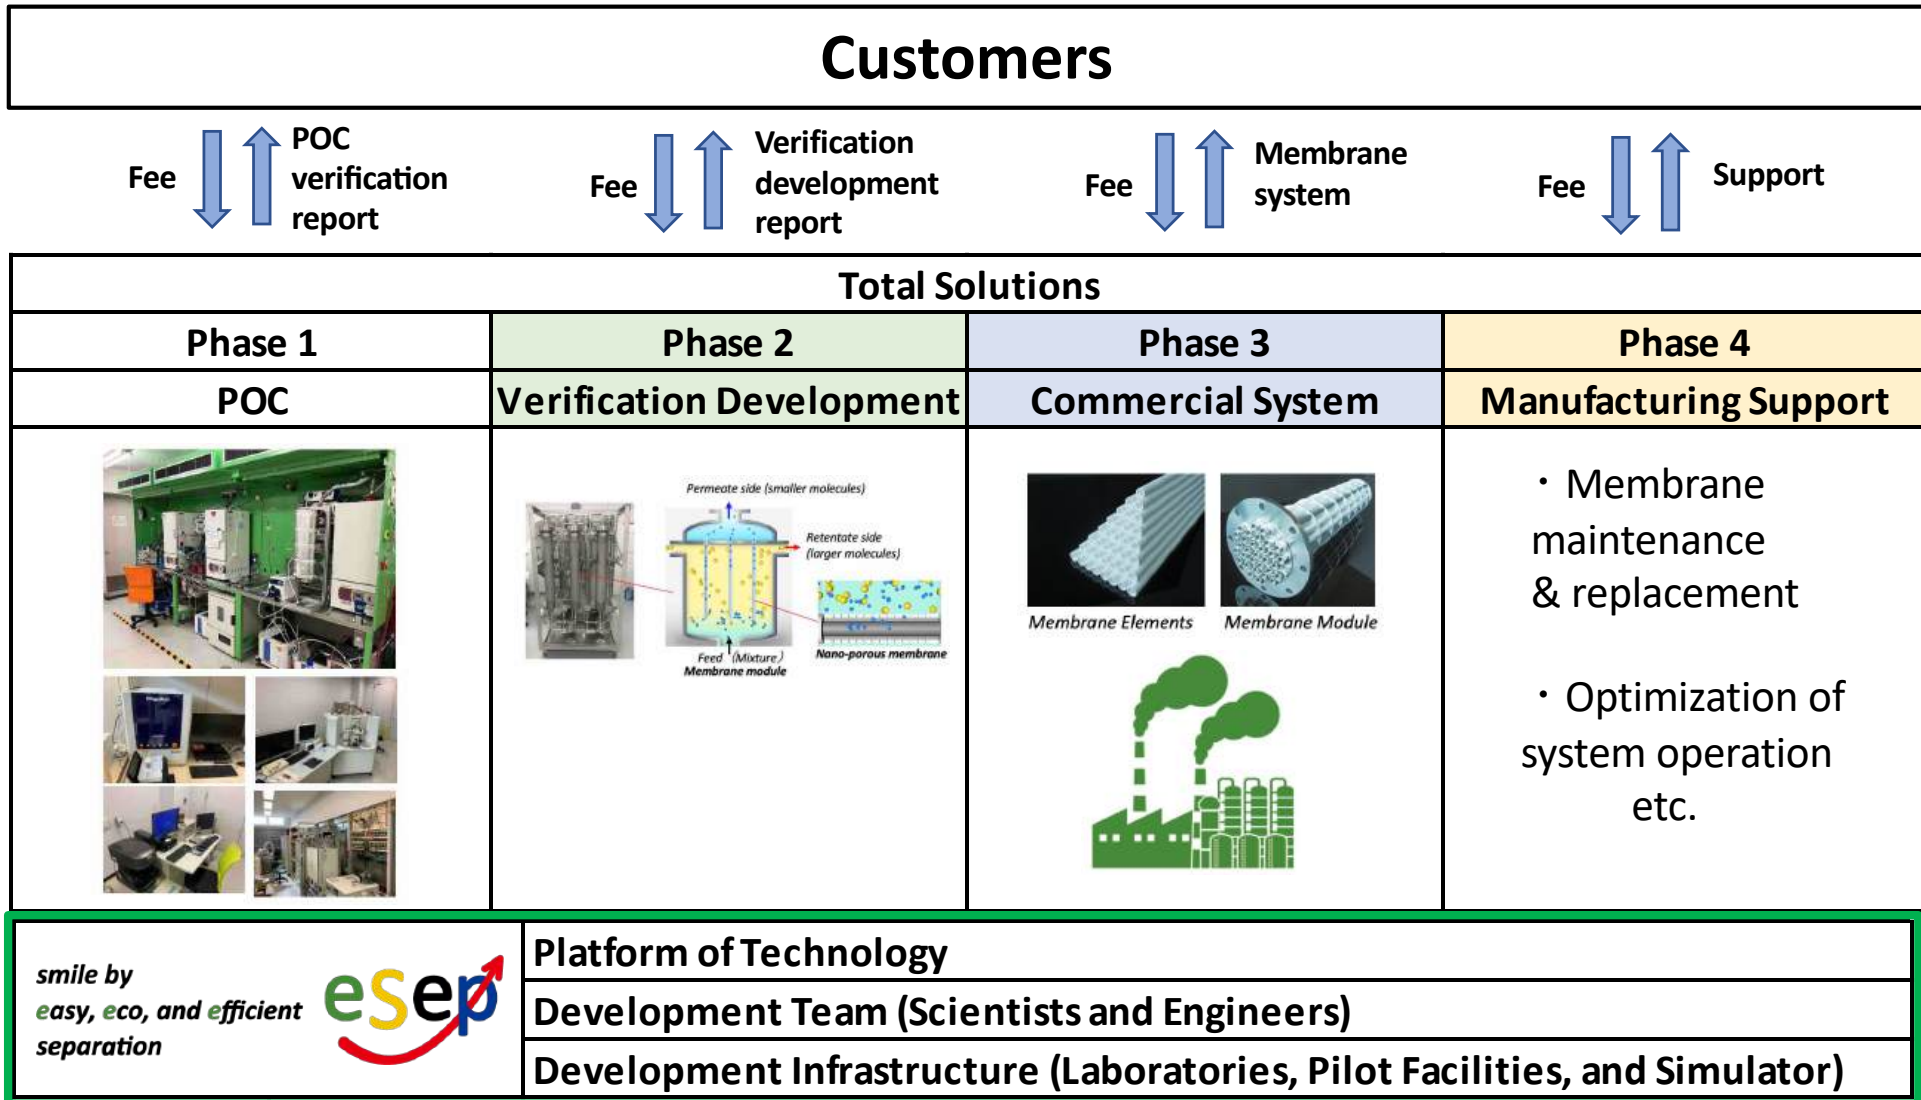 Customers
Fee
POC
verification
report
Fee
Verification
development
report
Fee
Membrane
system
Fee
Support
Total Solutions
Phase 1
Phase 2
Phase 3
Phase 4
POC
Verification Development
Commercial System
Manufacturing Support
Permeate side (smaller molecules)
Retentate side
(larger molecules)
Feed (Mixture)
Membrane module
Nano-porous membrane
Membrane Elements
Membrane Module
・Membrane
maintenance
& replacement
・Optimization of
system operation
etc.
smile by
easy, eco, and efficient
separation
esep
Platform of Technology
Development Team (Scientists and Engineers)
Development Infrastructure (Laboratories, Pilot Facilities, and Simulator)